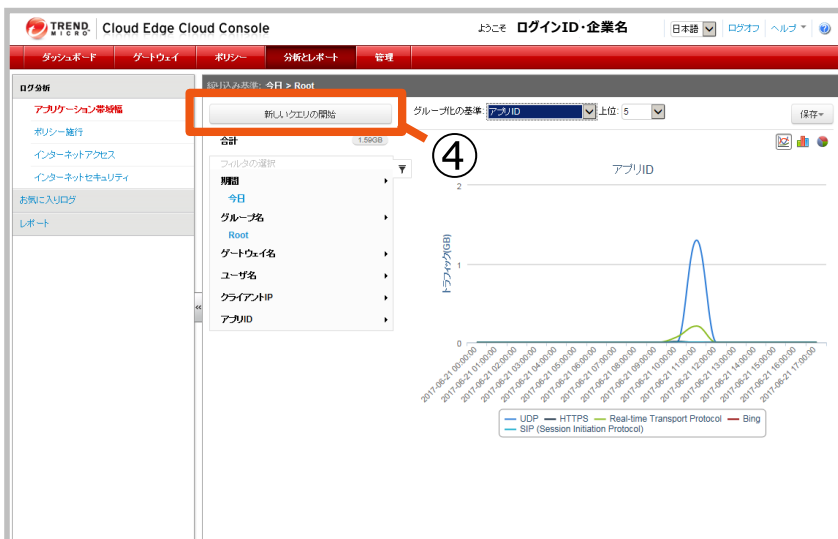 TREND MICRO Cloud Edge Cloud Console
ようこそ ログインID・企業名 日本語 ログオフ ヘルプ ?
ダッシュボード ゲートウェイ ポリシー 分析とレポート 管理
ログ分析
アプリケーション帯域幅
ポリシー施行
インターネットアクセス
インターネットセキュリティ
お気に入りログ
レポート
絞り込み基準: 今日 > Root
新しいクエリの開始
グループ化の基準: アプリID 上位: 5 保存
④
合計 1.59GB
フィルタの選択
期間
今日
グループ名
Root
ゲートウェイ名
ユーザ名
クライアントIP
アプリID
«
アプリID
トラフィック(GB)
2
1
0
2017-06-21 00:00:00
2017-06-21 01:00:00
2017-06-21 02:00:00
2017-06-21 03:00:00
2017-06-21 04:00:00
2017-06-21 05:00:00
2017-06-21 06:00:00
2017-06-21 07:00:00
2017-06-21 08:00:00
2017-06-21 09:00:00
2017-06-21 10:00:00
2017-06-21 11:00:00
2017-06-21 12:00:00
2017-06-21 13:00:00
2017-06-21 14:00:00
2017-06-21 15:00:00
2017-06-21 16:00:00
2017-06-21 17:00:00
UDP HTTPS Real-time Transport Protocol Bing
SIP (Session Initiation Protocol)